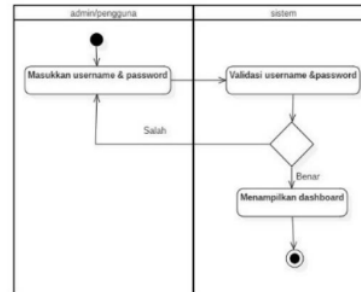 admin/pengguna
sistem
Masukkan username & password
Validasi username &password
Salah
Benar
Menampilkan dashboard